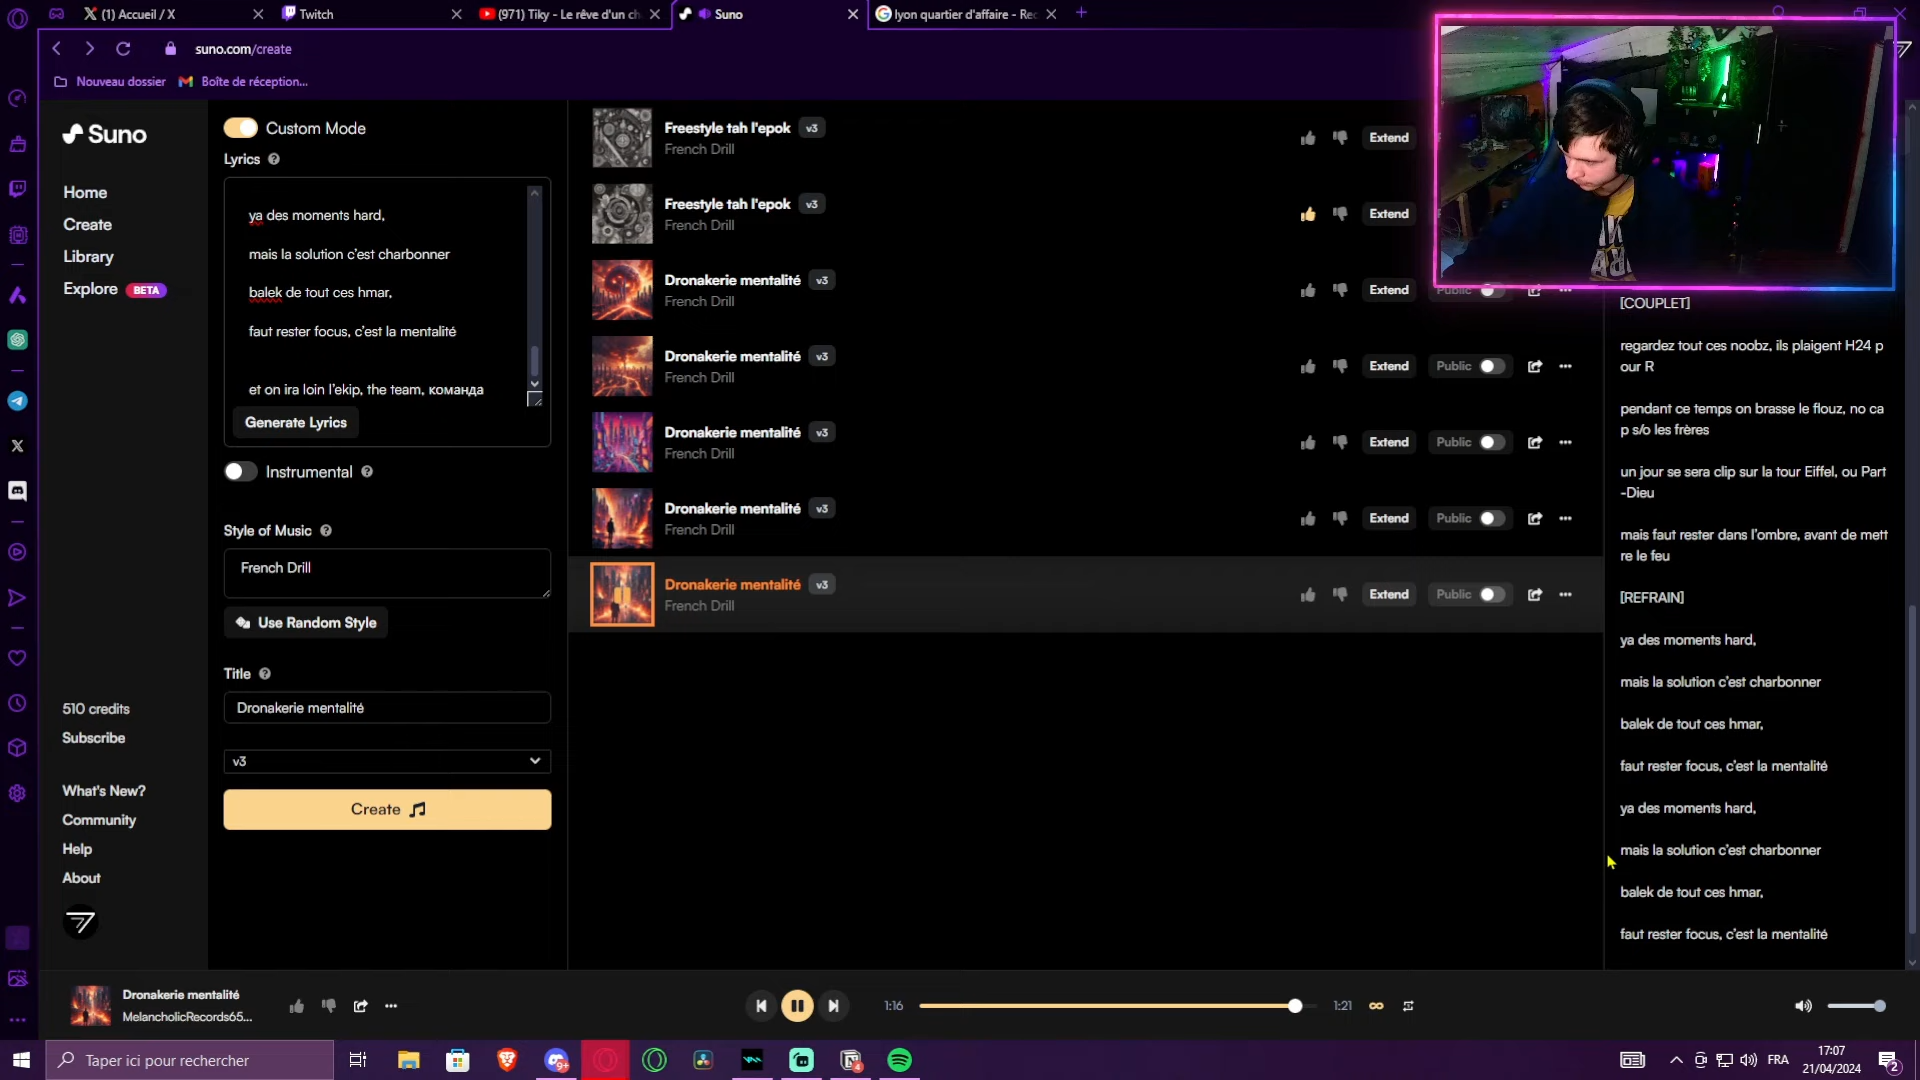 (1) Accueil / X
Twitch
(971) Tiky - Le rêve d'un ch
Suno
lyon quartier d'affaire - Rec
suno.com/create
Nouveau dossier
Boîte de réception...
Suno
Home
Create
Library
Explore BETA
510 credits
Subscribe
What's New?
Community
Help
About
Custom Mode
Lyrics
ya des moments hard,
mais la solution c'est charbonner
balek de tout ces hmar,
faut rester focus, c'est la mentalité
et on ira loin l'ekip, the team, команда
Generate Lyrics
Instrumental
Style of Music
French Drill
Use Random Style
Title
Dronakerie mentalité
v3
Create
Freestyle tah l'epok v3
French Drill
Extend
Freestyle tah l'epok v3
French Drill
Extend
Dronakerie mentalité v3
French Drill
Extend Public
Dronakerie mentalité v3
French Drill
Extend Public
Dronakerie mentalité v3
French Drill
Extend Public
Dronakerie mentalité v3
French Drill
Extend Public
Dronakerie mentalité v3
French Drill
Extend Public
[COUPLET]
regardez tout ces noobz, ils plaigent H24 p
our R
pendant ce temps on brasse le flouz, no ca
p s/o les frères
un jour se sera clip sur la tour Eiffel, ou Part
-Dieu
mais faut rester dans l'ombre, avant de mett
re le feu
[REFRAIN]
ya des moments hard,
mais la solution c'est charbonner
balek de tout ces hmar,
faut rester focus, c'est la mentalité
ya des moments hard,
mais la solution c'est charbonner
balek de tout ces hmar,
faut rester focus, c'est la mentalité
Dronakerie mentalité
MelancholicRecords65...
1:16
1:21
Taper ici pour rechercher
FRA
17:07
21/04/2024
2